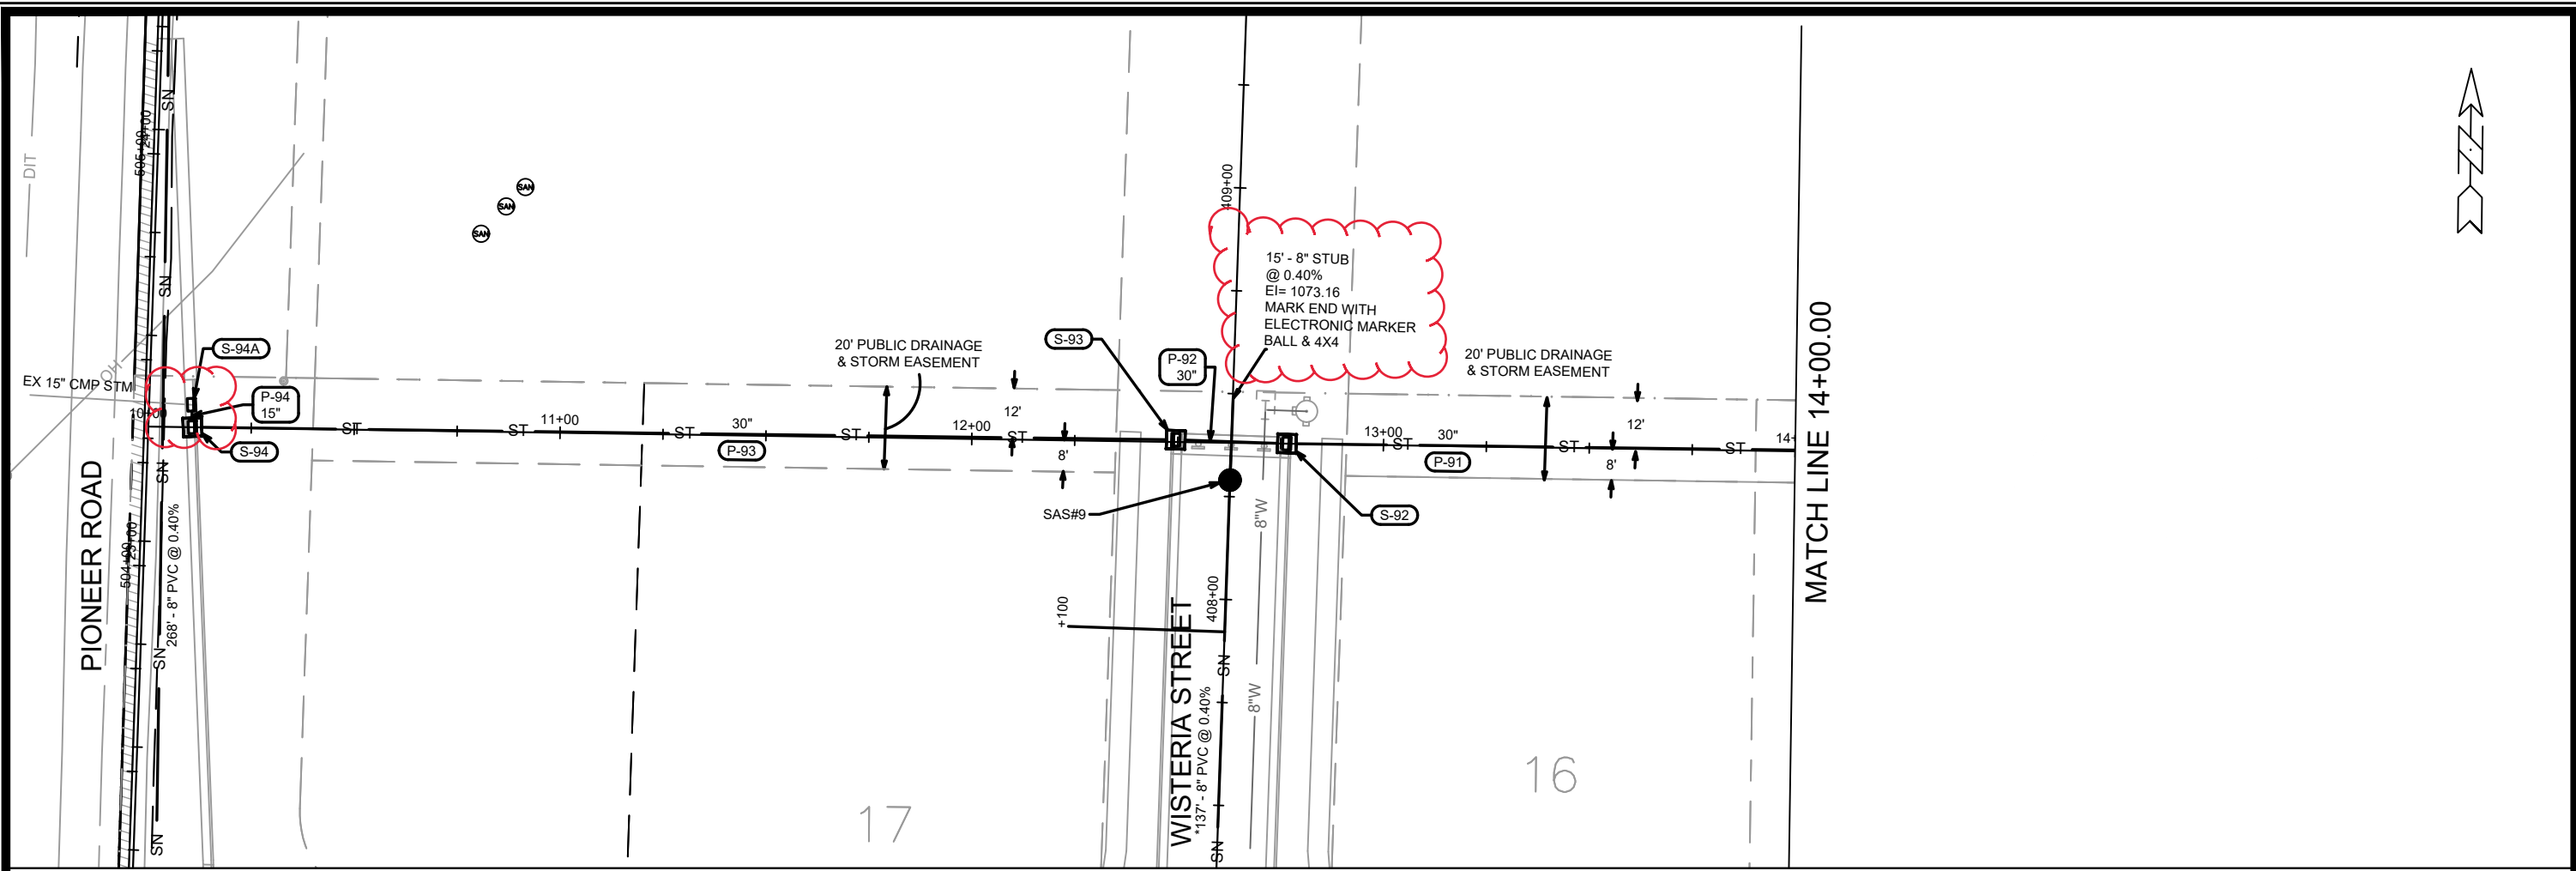 DIT
SN
505+00
24+00
SAN
SAN
SAN
SN
OH
S-94A
EX 15" CMP STM
P-94
15"
10+00
S-94
SN
PIONEER ROAD
504+00
23+00
268' - 8" PVC @ 0.40%
SN
SN
ST
11+00
ST
ST
30"
P-93
ST
20' PUBLIC DRAINAGE
& STORM EASEMENT
12+00
12'
ST
8'
S-93
P-92
30"
409+00
15' - 8" STUB
@ 0.40%
EI= 1073.16
MARK END WITH
ELECTRONIC MARKER
BALL & 4X4
SAS#9
8"W
S-92
13+00
ST
30"
P-91
20' PUBLIC DRAINAGE
& STORM EASEMENT
ST
12'
8'
ST
14+
MATCH LINE 14+00.00
+100
408+00
SN
WISTERIA STREET
*137' - 8" PVC @ 0.40%
8"W
SN
17
16
N